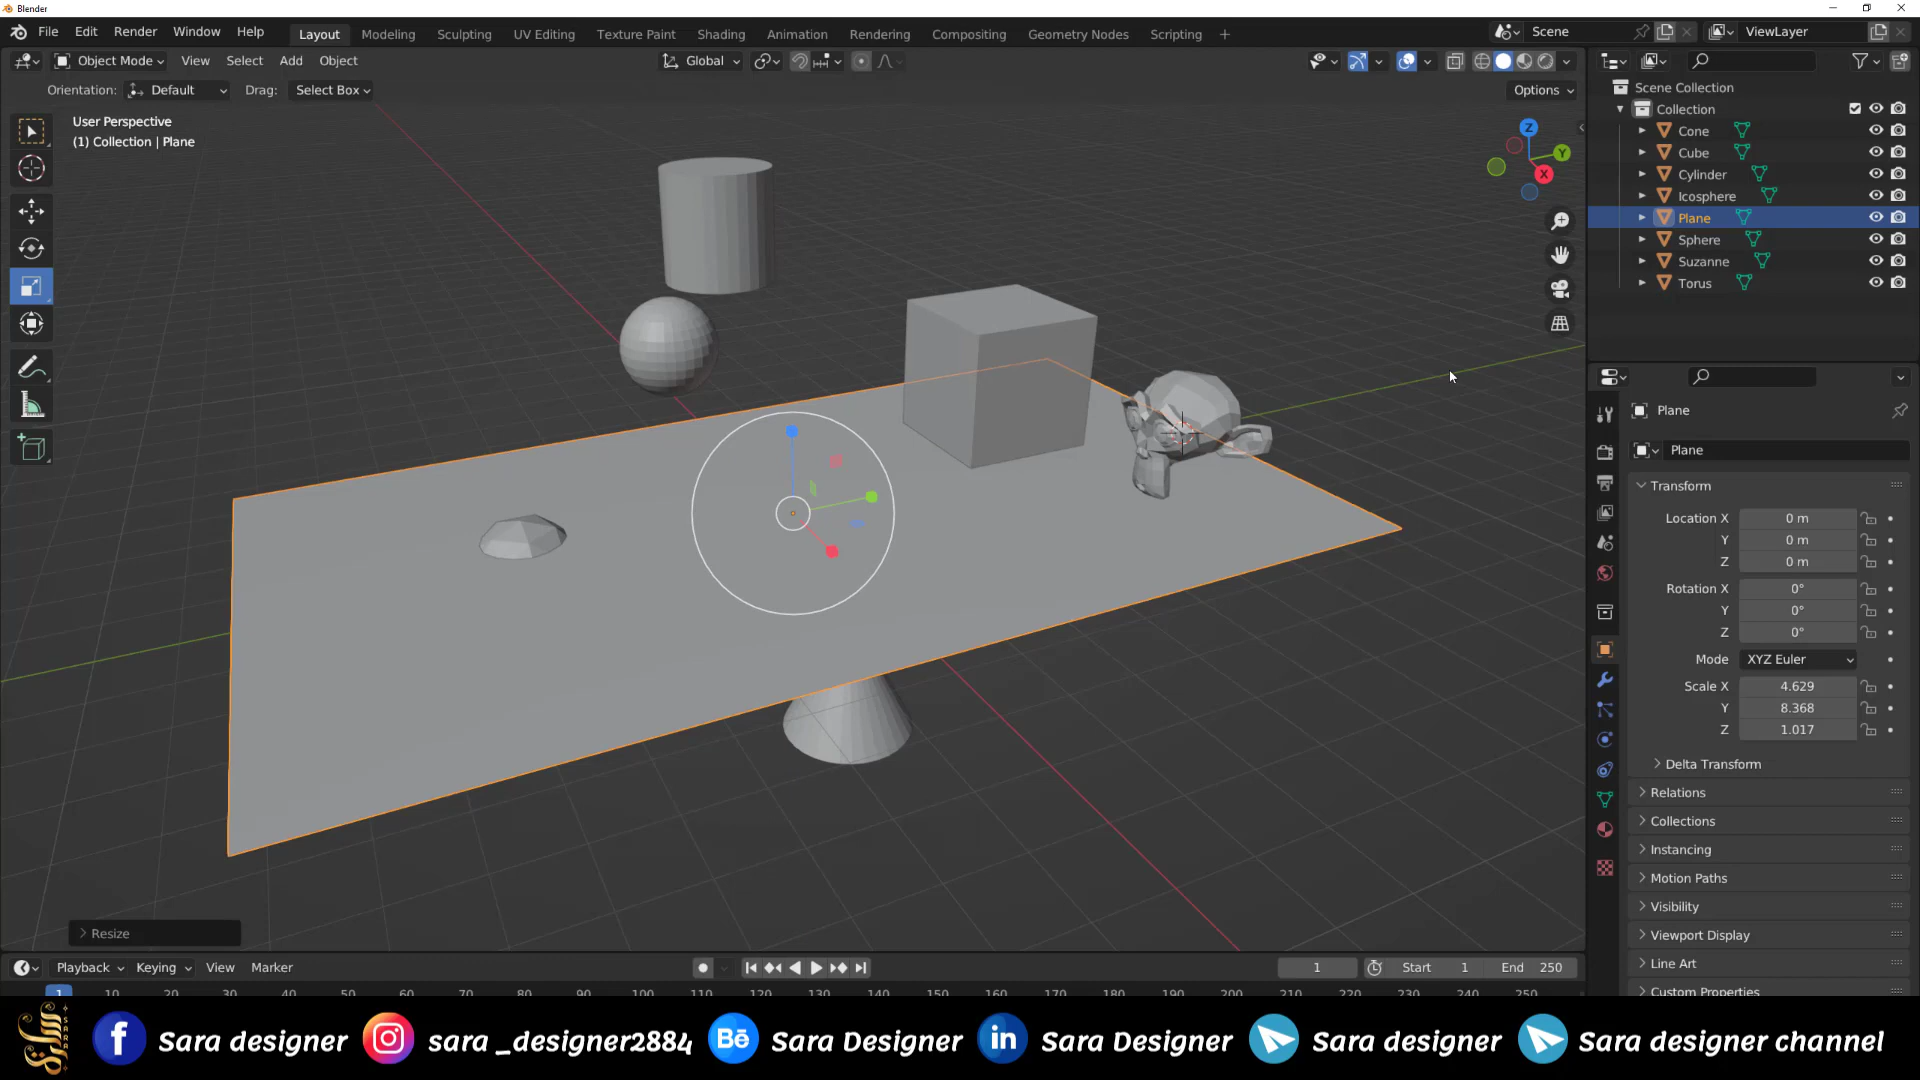 Blender
File Edit Render Window Help Layout Modeling Sculpting UV Editing Texture Paint Shading Animation Rendering Compositing Geometry Nodes Scripting + Scene ViewLayer
Object Mode View Select Add Object Global
Orientation: Default Drag: Select Box Options
User Perspective
(1) Collection | Plane
Z
Y
X
Scene Collection
Collection
Cone
Cube
Cylinder
Icosphere
Plane
Sphere
Suzanne
Torus
Plane
Plane
Transform
Location X 0 m
Y 0 m
Z 0 m
Rotation X 0°
Y 0°
Z 0°
Mode XYZ Euler
Scale X 4.629
Y 8.368
Z 1.017
Delta Transform
Relations
Collections
Instancing
Motion Paths
Visibility
Viewport Display
Line Art
Custom Properties
Resize
Playback Keying View Marker 1 Start 1 End 250
1 10 20 30 40 50 60 70 80 90 100 110 120 130 140 150 160 170 180 190 200 210 220 230 240 250
Sara designer sara _designer2884 Bē Sara Designer in Sara Designer Sara designer Sara designer channel